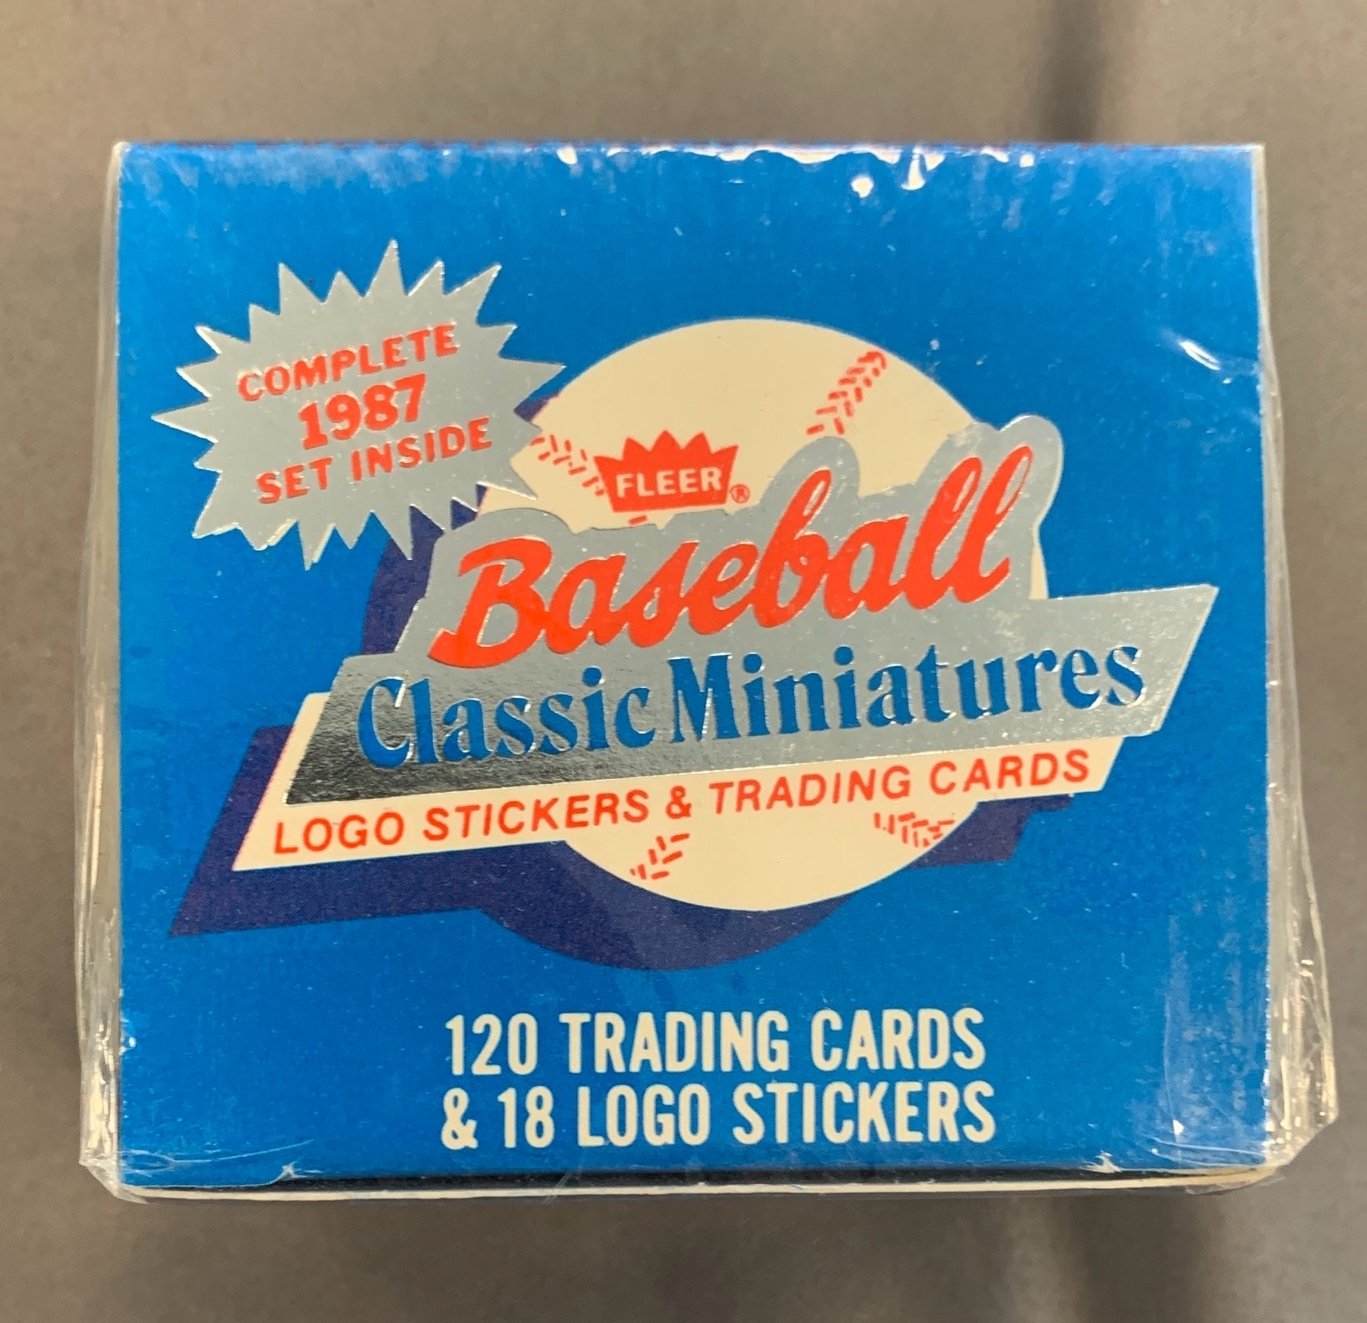 COMPLETE
1987
SET INSIDE
FLEER®
Baseball
Classic Miniatures
LOGO STICKERS & TRADING CARDS
120 TRADING CARDS
& 18 LOGO STICKERS